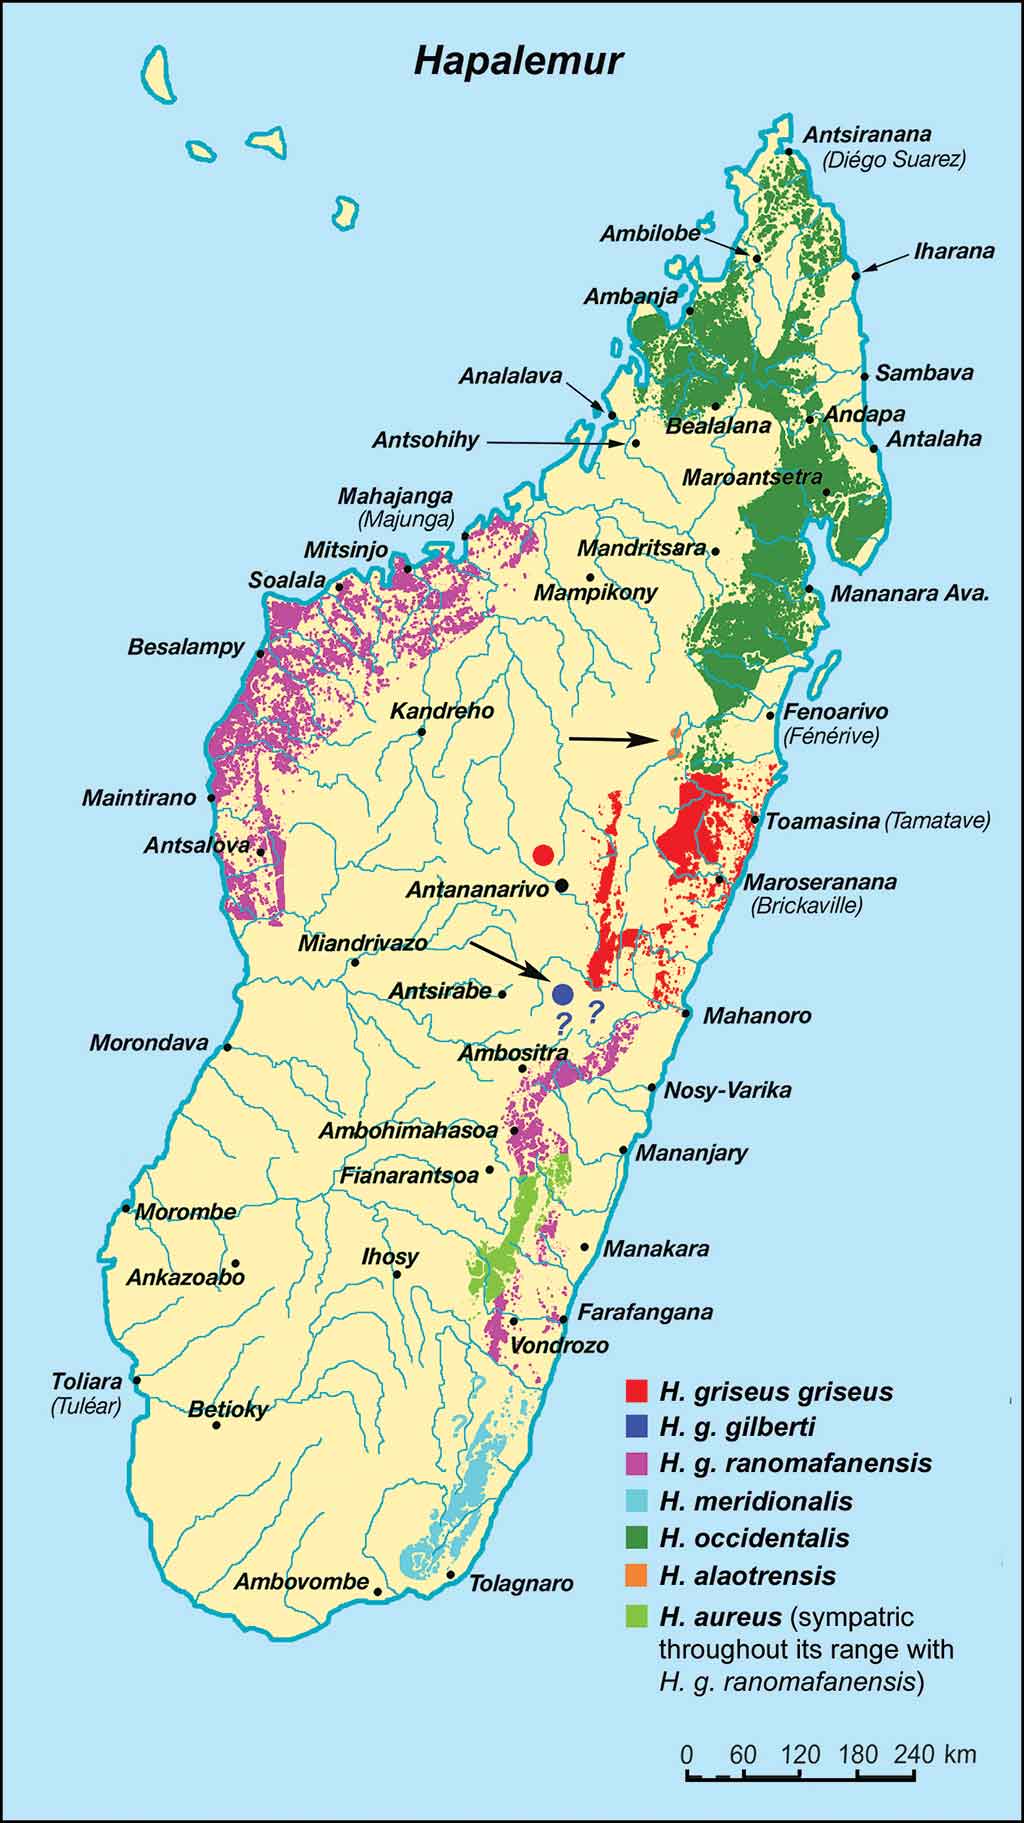 Hapalemur
Antsiranana
(Diégo Suarez)
Ambilobe
Iharana
Ambanja
Analalava
Sambava
Bealalana
Andapa
Antsohihy
Antalaha
Maroantsetra
Mahajanga
(Majunga)
Mitsinjo
Mandritsara
Soalala
Mampikony
Mananara Ava.
Besalampy
Kandreho
Fenoarivo
(Fénérive)
Maintirano
Toamasina (Tamatave)
Antsalova
Antananarivo
Maroseranana
(Brickaville)
Miandrivazo
Antsirabe
?
?
Mahanoro
Morondava
Ambositra
Nosy-Varika
Ambohimahasoa
Mananjary
Fianarantsoa
Morombe
Manakara
Ihosy
Ankazoabo
Farafangana
Vondrozo
Toliara
(Tuléar)
?
Betioky
?
Ambovombe
Tolagnaro
H. griseus griseus
H. g. gilberti
H. g. ranomafanensis
H. meridionalis
H. occidentalis
H. alaotrensis
H. aureus (sympatric
throughout its range with
H. g. ranomafanensis)
0 60 120 180 240 km